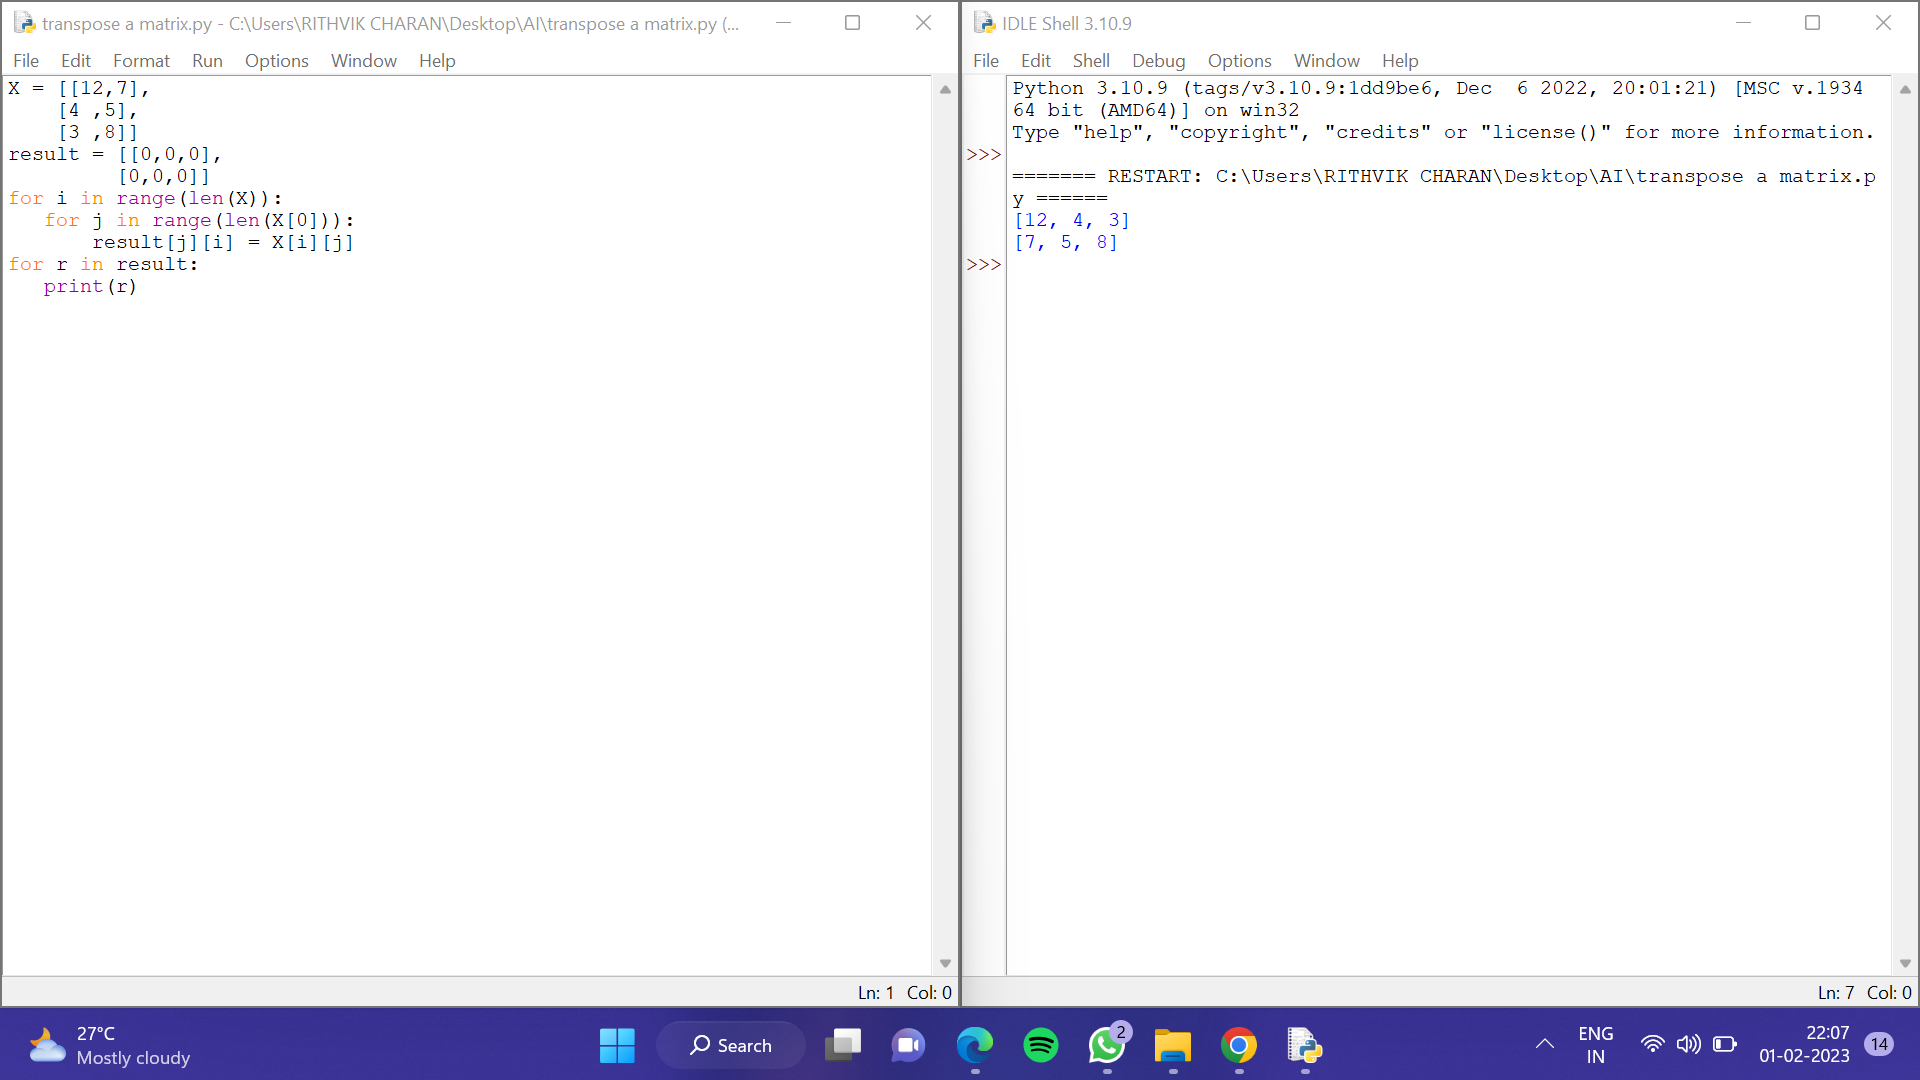 transpose a matrix.py - C:\Users\RITHVIK CHARAN\Desktop\AI\transpose a matrix.py (...
File Edit Format Run Options Window Help
X = [[12,7],
    [4 ,5],
    [3 ,8]]
result = [[0,0,0],
         [0,0,0]]
for i in range(len(X)):
   for j in range(len(X[0])):
       result[j][i] = X[i][j]
for r in result:
   print(r)
Ln: 1 Col: 0
IDLE Shell 3.10.9
File Edit Shell Debug Options Window Help
Python 3.10.9 (tags/v3.10.9:1dd9be6, Dec  6 2022, 20:01:21) [MSC v.1934
64 bit (AMD64)] on win32
Type "help", "copyright", "credits" or "license()" for more information.
>>>
======= RESTART: C:\Users\RITHVIK CHARAN\Desktop\AI\transpose a matrix.p
y ======
[12, 4, 3]
[7, 5, 8]
>>>
Ln: 7 Col: 0
27°C
Mostly cloudy
Search
2
ENG
IN
22:07
01-02-2023
14